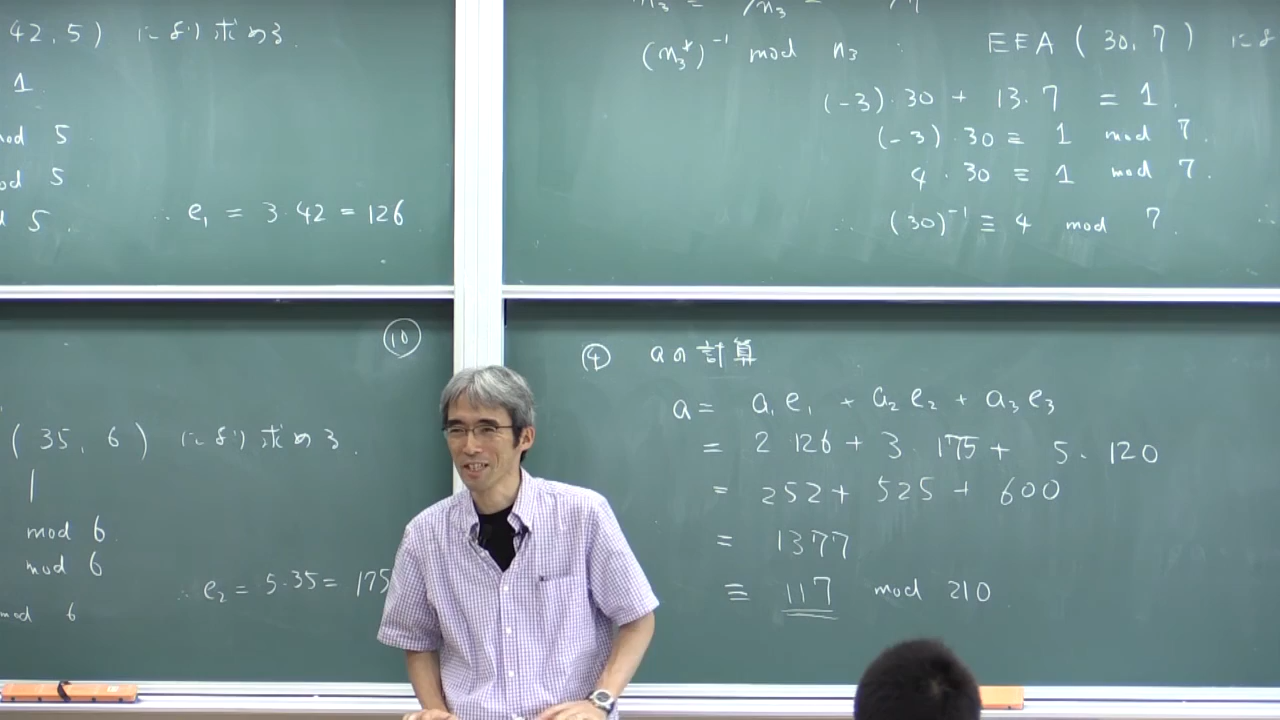 42, 5) により求める.
1.
mod 5.
mod 5.
5.
∴ e₁ = 3·42 = 126
(n₃*)⁻¹ mod n₃ :
EEA (30, 7) によ
(-3)·30 + 13·7 = 1.
(-3)·30 ≡ 1 mod 7.
4·30 ≡ 1 mod 7.
∴ (30)⁻¹ ≡ 4 mod 7.
⑩
(35, 6) により求める.
1
mod 6.
mod 6
mod 6
∴ e₂ = 5·35 = 175
④ aの計算
a = a₁e₁ + a₂e₂ + a₃e₃
= 2 126 + 3·175 + 5·120
= 252 + 525 + 600
= 1377
≡ 117 mod 210.